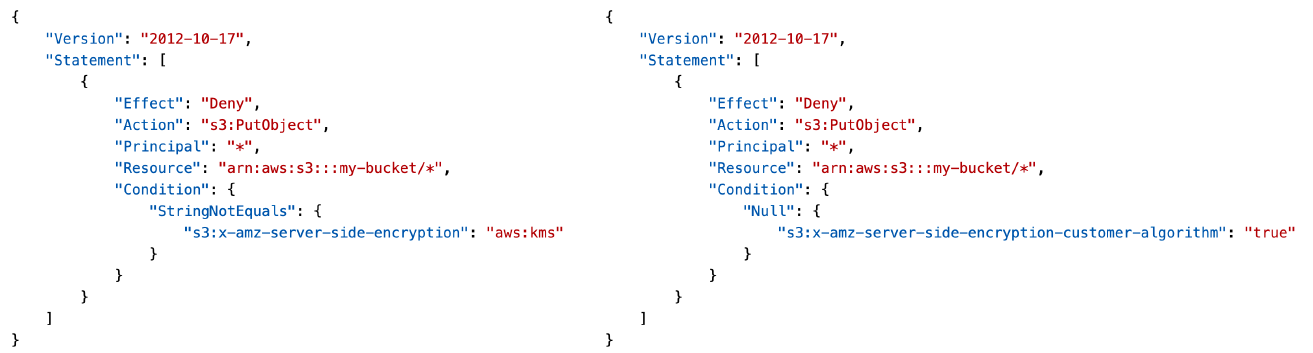 {
    "Version": "2012-10-17",
    "Statement": [
        {
            "Effect": "Deny",
            "Action": "s3:PutObject",
            "Principal": "*",
            "Resource": "arn:aws:s3:::my-bucket/*",
            "Condition": {
                "StringNotEquals": {
                    "s3:x-amz-server-side-encryption": "aws:kms"
                }
            }
        }
    ]
}
{
    "Version": "2012-10-17",
    "Statement": [
        {
            "Effect": "Deny",
            "Action": "s3:PutObject",
            "Principal": "*",
            "Resource": "arn:aws:s3:::my-bucket/*",
            "Condition": {
                "Null": {
                    "s3:x-amz-server-side-encryption-customer-algorithm": "true"
                }
            }
        }
    ]
}